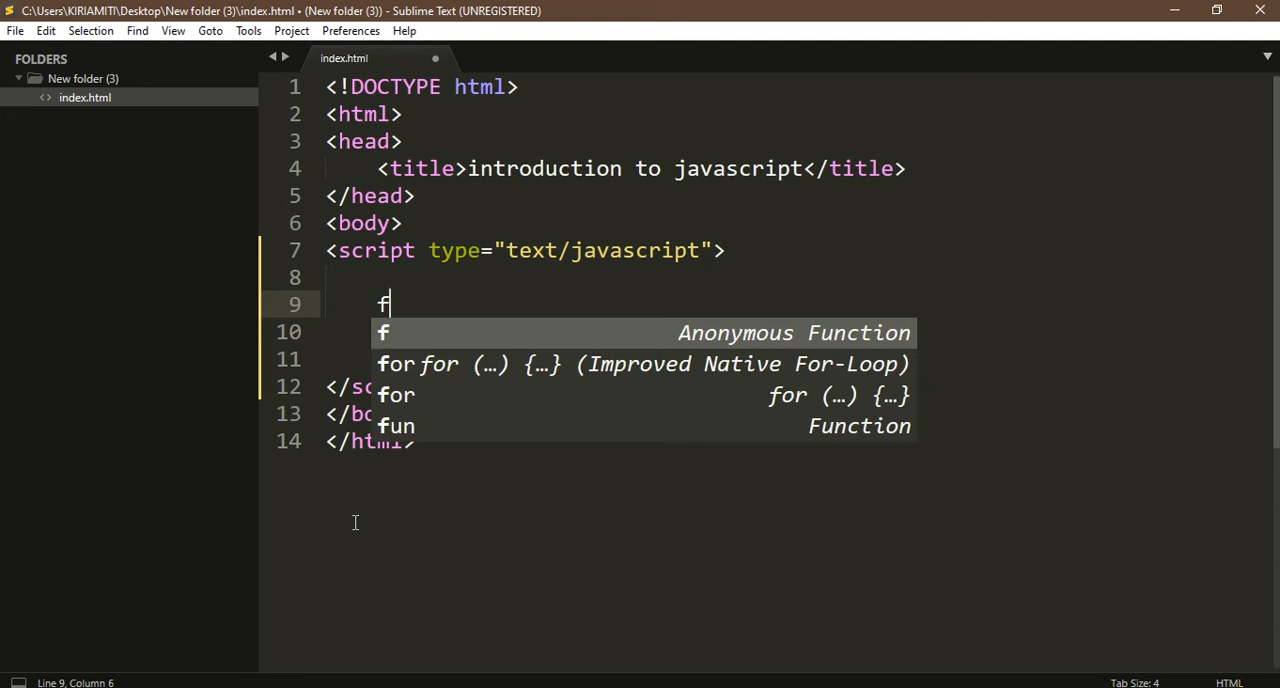 C:\Users\KIRIAMITI\Desktop\New folder (3)\index.html • (New folder (3)) - Sublime Text (UNREGISTERED)
File Edit Selection Find View Goto Tools Project Preferences Help
FOLDERS
New folder (3)
<> index.html
index.html
1 <!DOCTYPE html>
2 <html>
3 <head>
4 <title>introduction to javascript</title>
5 </head>
6 <body>
7 <script type="text/javascript">
8
9 f
f Anonymous Function
10
for for (…) {…} (Improved Native For-Loop)
11
for for (…) {…}
12 </sc
fun Function
13 </bo
14 </html>
Line 9, Column 6 Tab Size: 4 HTML